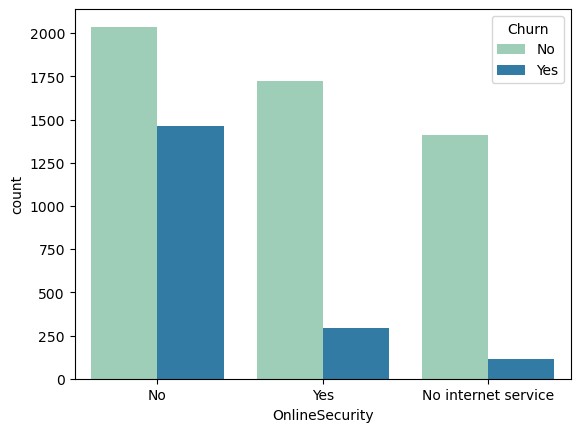 Churn
No
Yes
2000
1750
1500
1250
1000
750
500
250
0
count
No
Yes
No internet service
OnlineSecurity